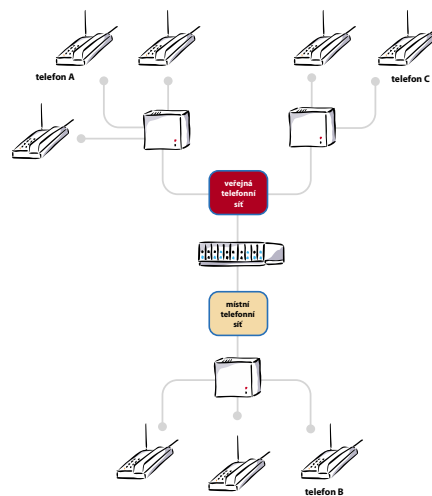 telefon A
telefon C
veřejná
telefonní
síť
místní
telefonní
síť
telefon B